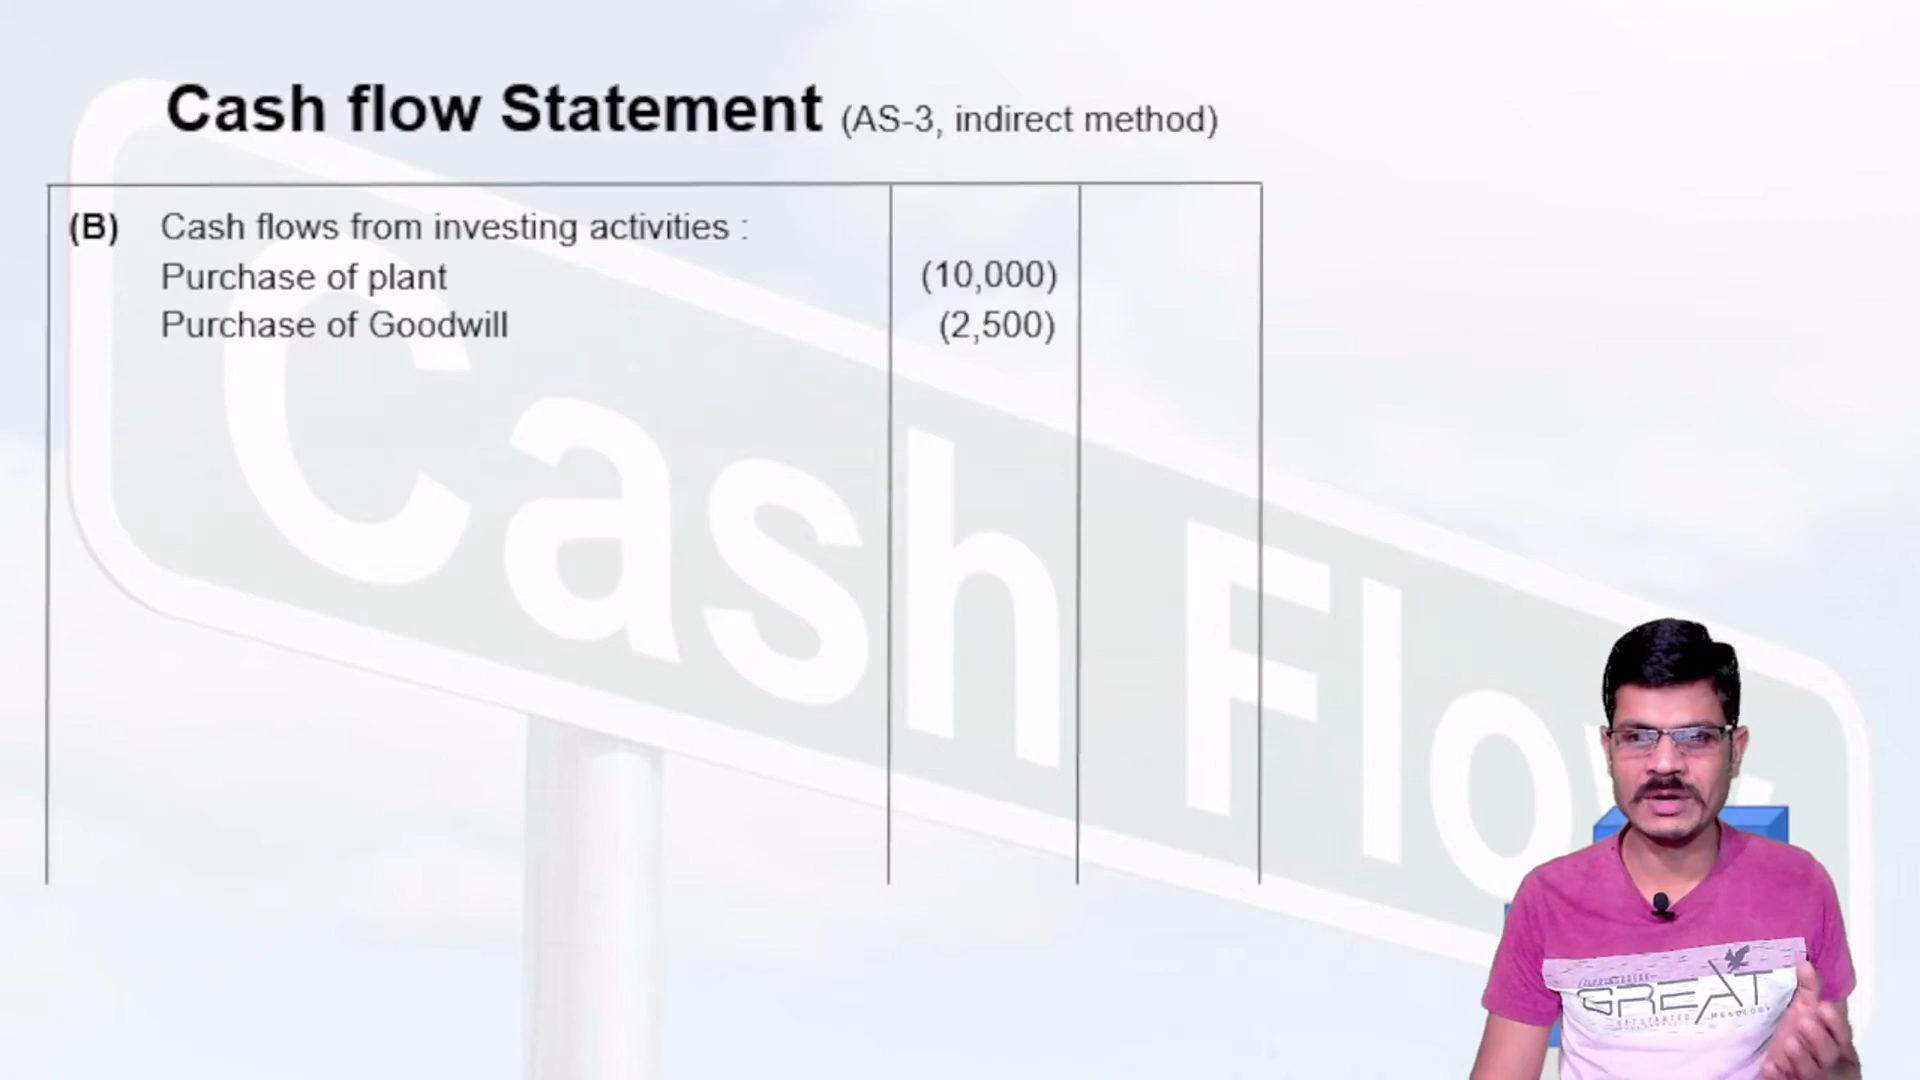 Cash flow Statement (AS-3, indirect method)
(B) Cash flows from investing activities :
Purchase of plant (10,000)
Purchase of Goodwill (2,500)
Cash Flo
GREAT